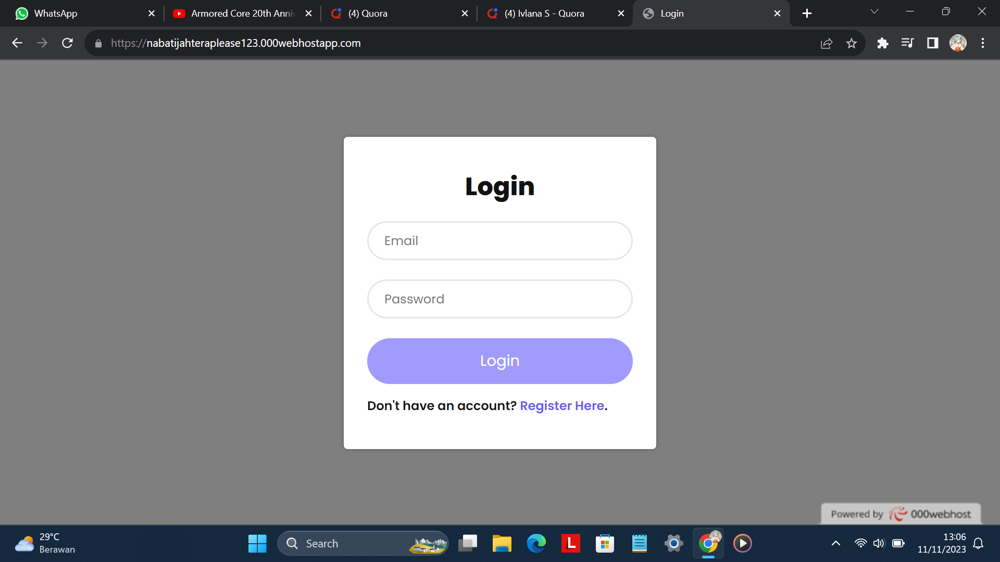 WhatsApp
Armored Core 20th Anniv
(4) Quora
(4) Ivlana S - Quora
Login
https://nabatijahteraplease123.000webhostapp.com
Login
Email
Password
Login
Don't have an account? Register Here.
Powered by 000webhost
29°C
Berawan
Search
L
13:06
11/11/2023